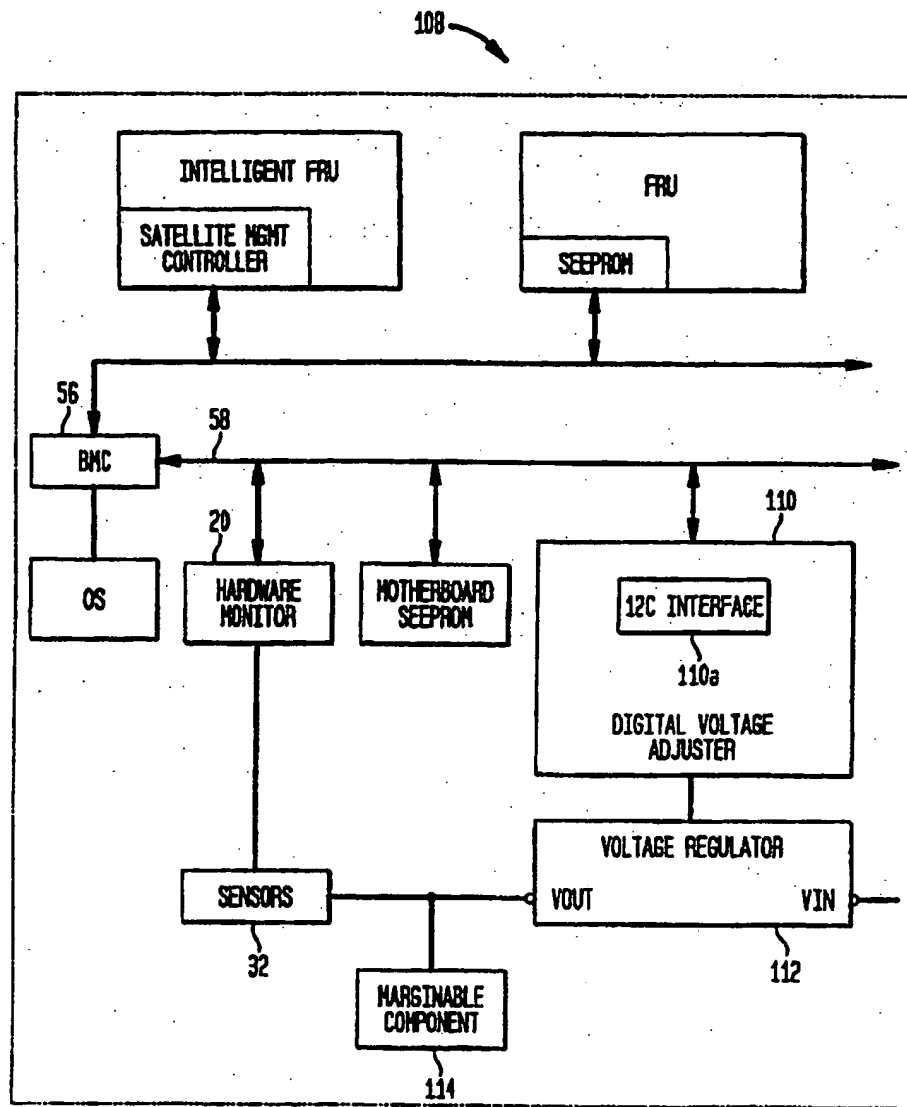 108
INTELLIGENT FRU
SATELLITE MGMT
CONTROLLER
FRU
SEEPROM
56
BMC
58
OS
20
HARDWARE
MONITOR
MOTHERBOARD
SEEPROM
110
12C INTERFACE
110a
DIGITAL VOLTAGE
ADJUSTER
VOLTAGE REGULATOR
VOUT
VIN
112
SENSORS
32
MARGINABLE
COMPONENT
114